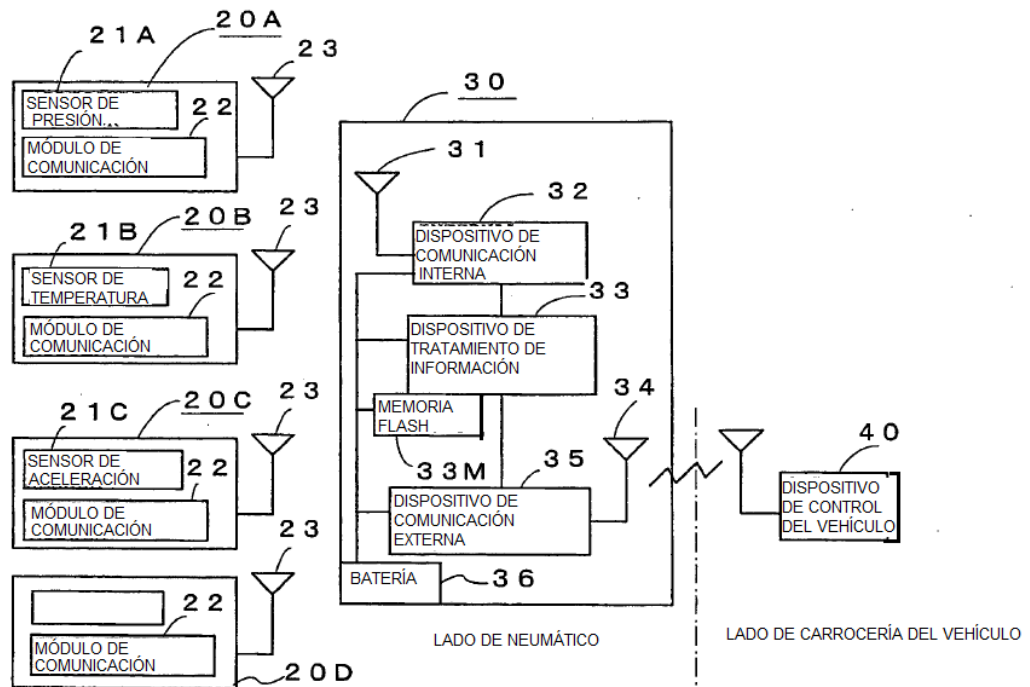 20A
21A
23
SENSOR DE
PRESIÓN
22
MÓDULO DE
COMUNICACIÓN
20B
21B
23
SENSOR DE
TEMPERATURA
22
MÓDULO DE
COMUNICACIÓN
20C
21C
23
SENSOR DE
ACELERACIÓN
22
MÓDULO DE
COMUNICACIÓN
23
22
MÓDULO DE
COMUNICACIÓN
20D
30
31
32
DISPOSITIVO DE
COMUNICACIÓN
INTERNA
33
DISPOSITIVO DE
TRATAMIENTO DE
INFORMACIÓN
MEMORIA
FLASH
33M
34
35
DISPOSITIVO DE
COMUNICACIÓN
EXTERNA
BATERÍA
36
LADO DE NEUMÁTICO
40
DISPOSITIVO
DE CONTROL
DEL VEHÍCULO
LADO DE CARROCERÍA DEL VEHÍCULO